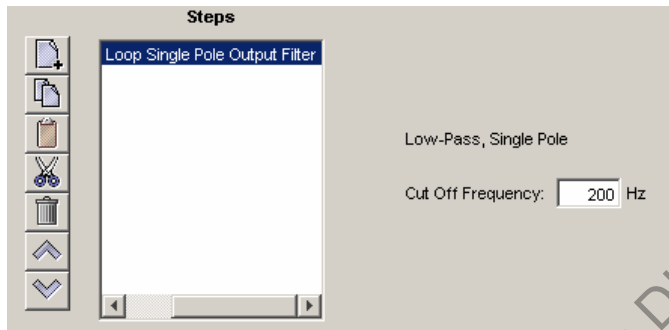 Steps
Loop Single Pole Output Filter
Low-Pass, Single Pole
Cut Off Frequency: 200 Hz